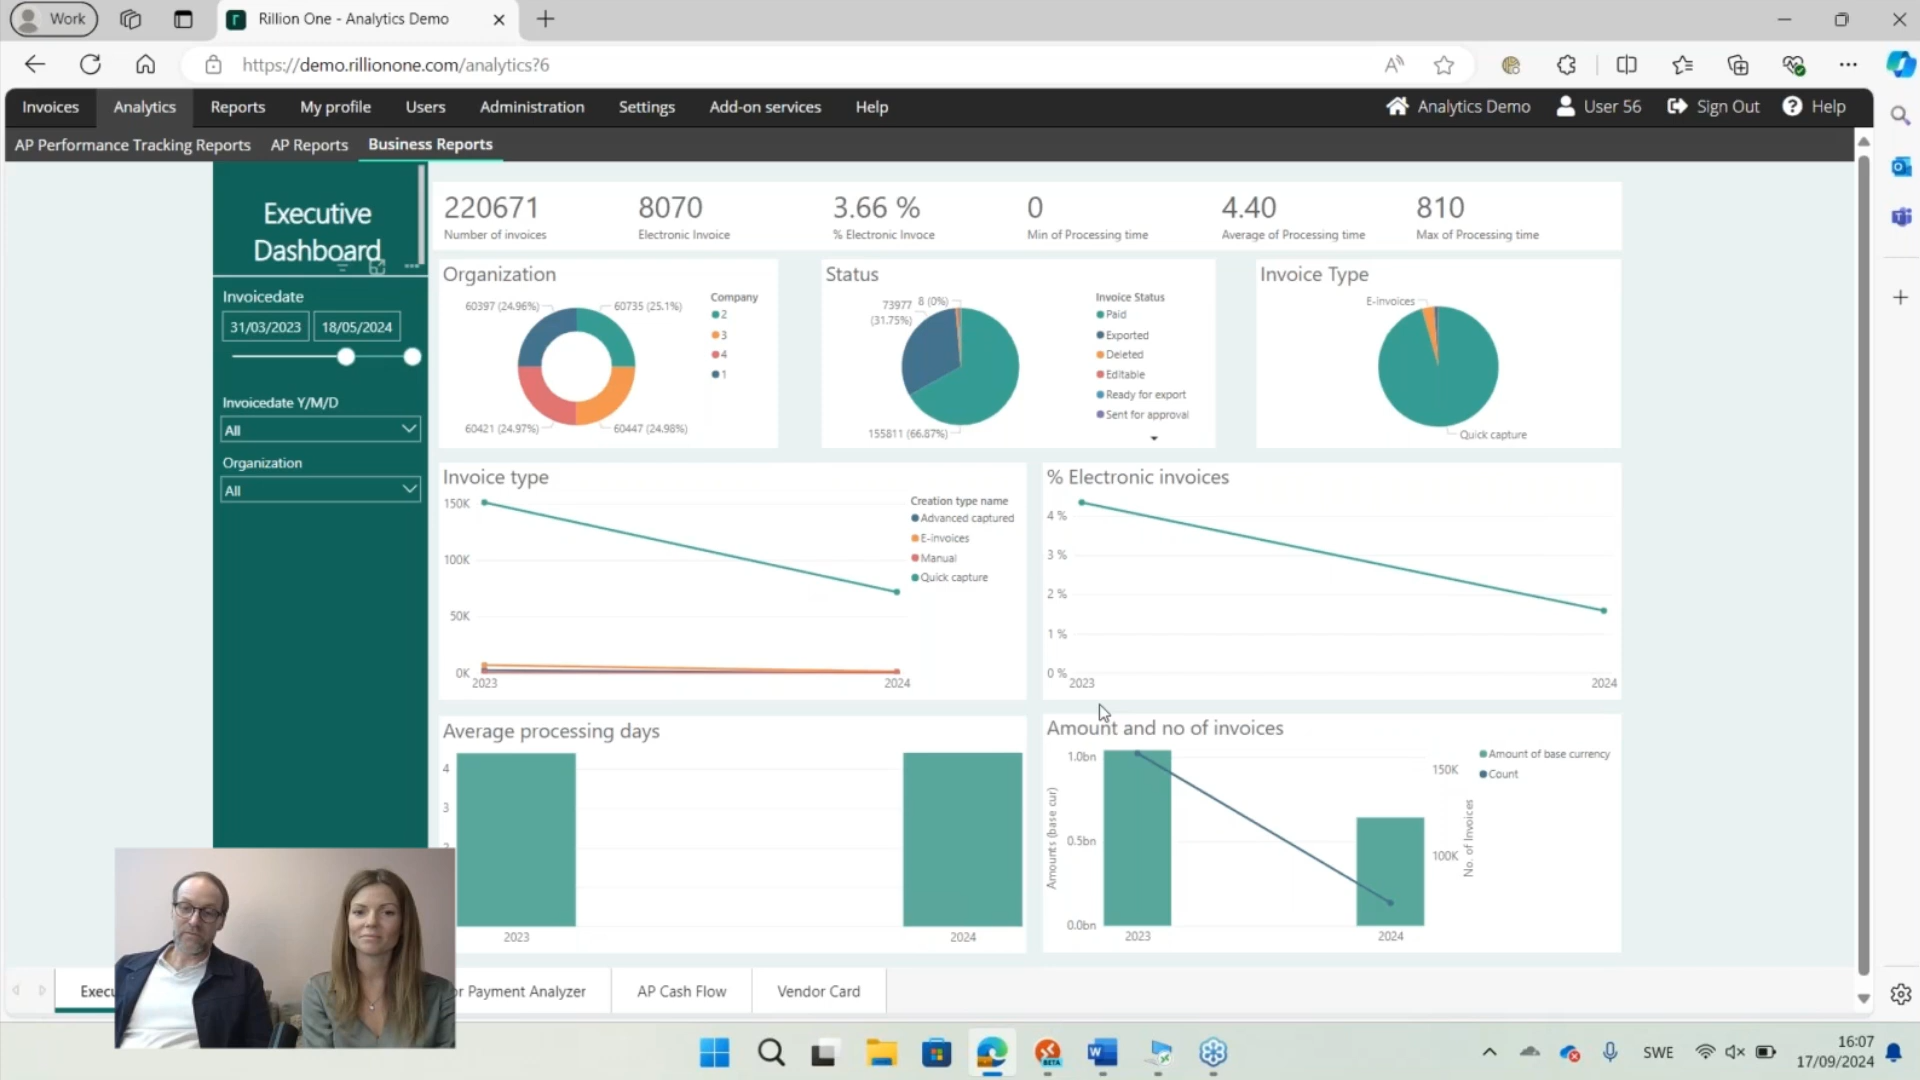 Work
Rillion One - Analytics Demo
https://demo.rillionone.com/analytics?6
Invoices Analytics Reports My profile Users Administration Settings Add-on services Help Analytics Demo User 56 Sign Out Help
AP Performance Tracking Reports AP Reports Business Reports
Executive
Dashboard
Invoicedate
31/03/2023 18/05/2024
Invoicedate Y/M/D
All
Organization
All
220671 8070 3.66 % 0 4.40 810
Number of invoices Electronic Invoice % Electronic Invoce Min of Processing time Average of Processing time Max of Processing time
Organization
60397 (24.96%) 60735 (25.1%)
60421 (24.97%) 60447 (24.98%)
Company
2
3
4
1
Status
73977 8 (0%)
(31.75%)
155811 (66.87%)
Invoice Status
Paid
Exported
Deleted
Editable
Ready for export
Sent for approval
Invoice Type
E-invoices
Quick capture
Invoice type
150K
100K
50K
0K
2023 2024
Creation type name
Advanced captured
E-invoices
Manual
Quick capture
% Electronic invoices
4 %
3 %
2 %
1 %
0 %
2023 2024
Average processing days
4
3
2023 2024
Amount and no of invoices
1.0bn
0.5bn
0.0bn
Amounts (base cur)
2023 2024
150K
100K
No. of Invoices
Amount of base currency
Count
Execu r Payment Analyzer AP Cash Flow Vendor Card
BETA
SWE
16:07
17/09/2024